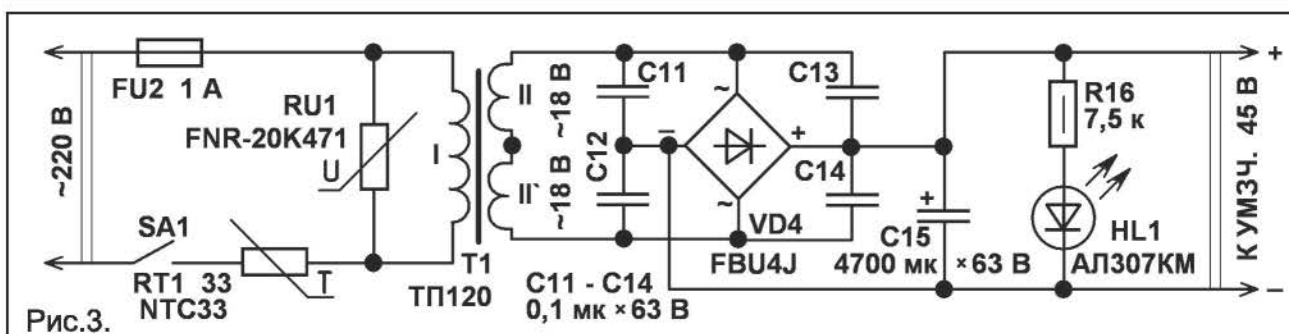 ~220 В
FU2 1 А
RU1
FNR-20K471
U
SA1
RT1 33
NTC33
T
I
T1
ТП120
II
~18 В
II`
~18 В
C11
C12
C11 - C14
0,1 мк × 63 В
~
–
+
~
VD4
FBU4J
C13
C14
+
C15
4700 мк × 63 В
R16
7,5 к
HL1
АЛ307КМ
+
К УМЗЧ. 45 В
–
Рис.3.